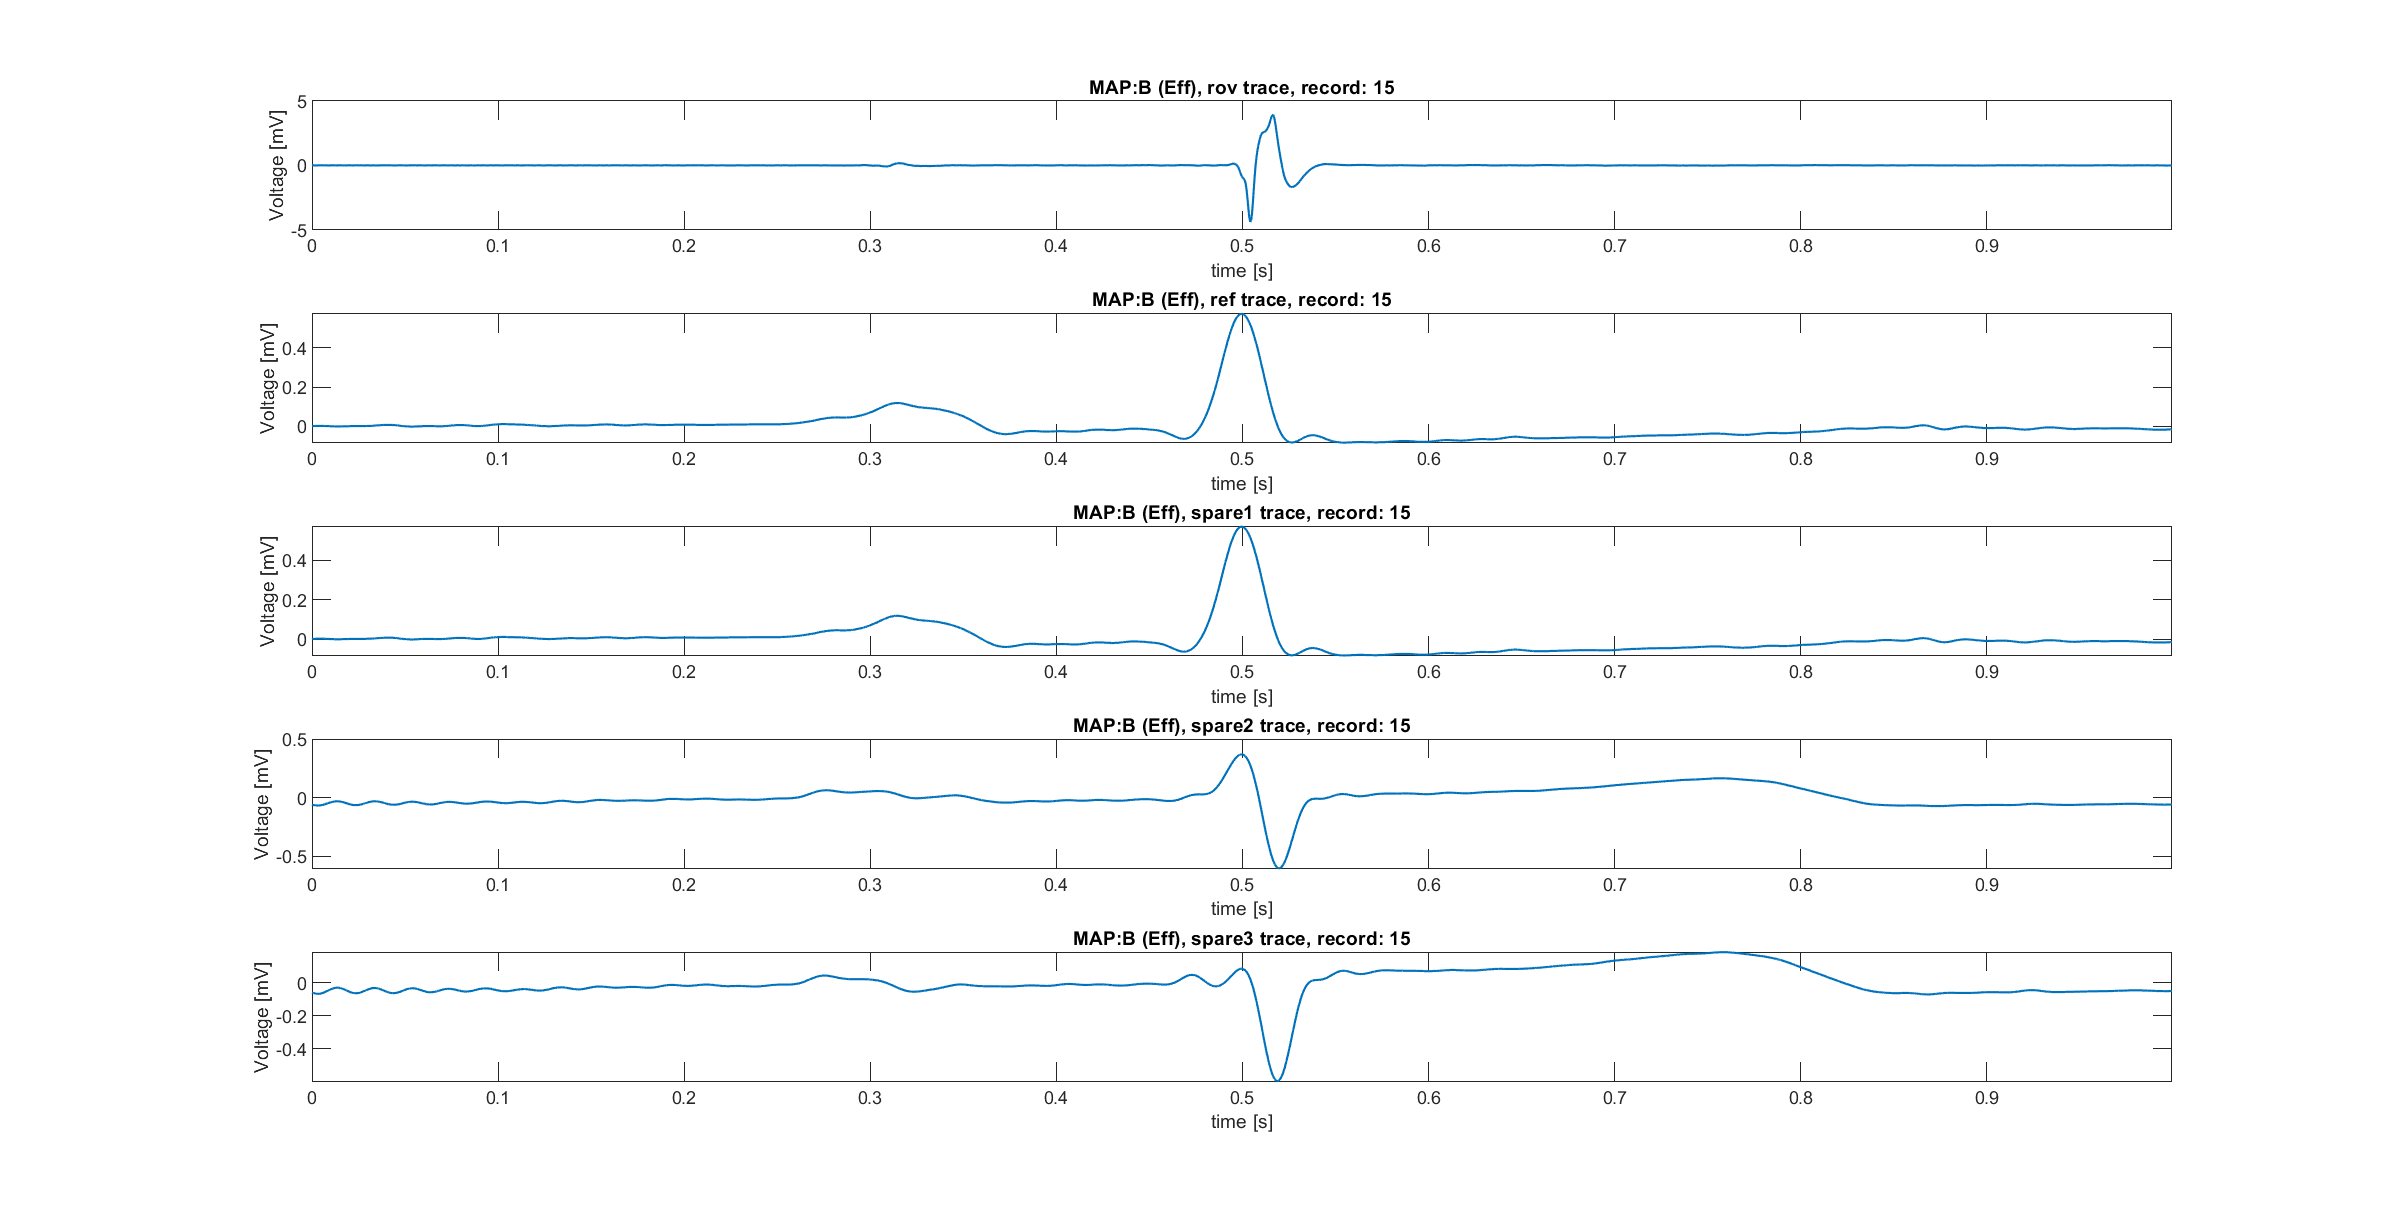 MAP:B (Eff), rov trace, record: 15
Voltage [mV]
5
0
-5
0 0.1 0.2 0.3 0.4 0.5 0.6 0.7 0.8 0.9
time [s]
MAP:B (Eff), ref trace, record: 15
Voltage [mV]
0.4
0.2
0
0 0.1 0.2 0.3 0.4 0.5 0.6 0.7 0.8 0.9
time [s]
MAP:B (Eff), spare1 trace, record: 15
Voltage [mV]
0.4
0.2
0
0 0.1 0.2 0.3 0.4 0.5 0.6 0.7 0.8 0.9
time [s]
MAP:B (Eff), spare2 trace, record: 15
Voltage [mV]
0.5
0
-0.5
0 0.1 0.2 0.3 0.4 0.5 0.6 0.7 0.8 0.9
time [s]
MAP:B (Eff), spare3 trace, record: 15
Voltage [mV]
0
-0.2
-0.4
0 0.1 0.2 0.3 0.4 0.5 0.6 0.7 0.8 0.9
time [s]